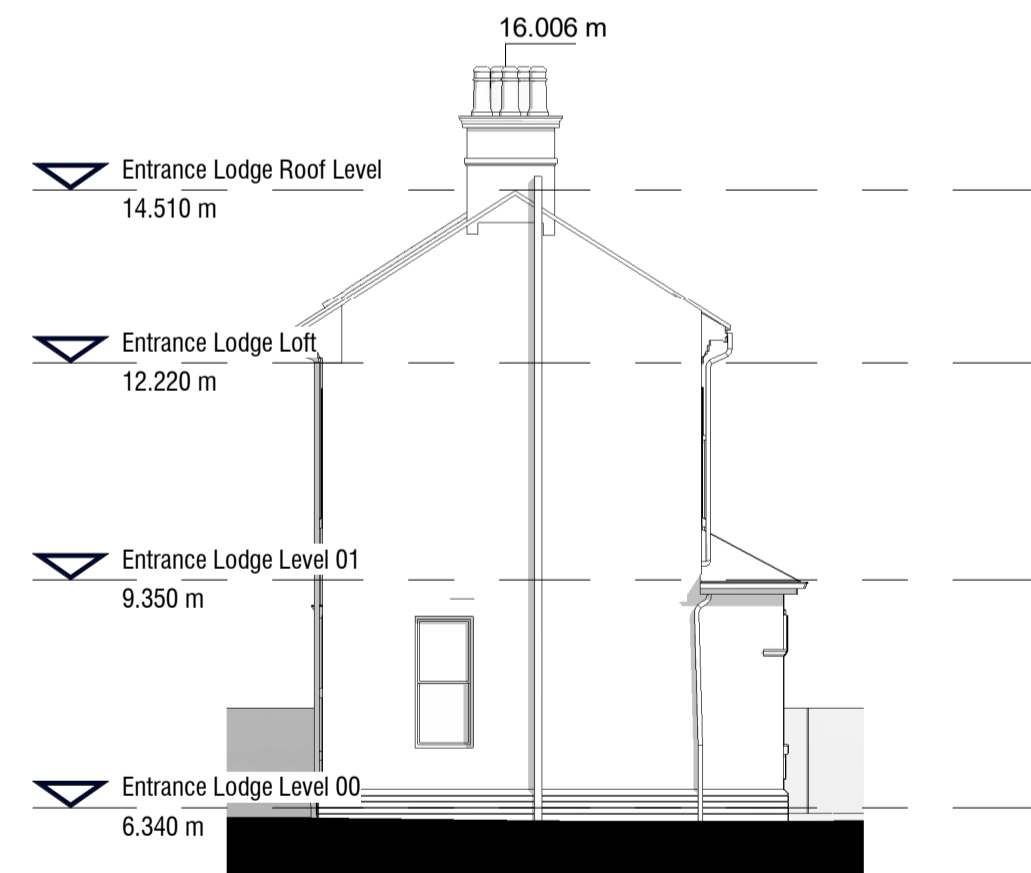 16.006 m
Entrance Lodge Roof Level
14.510 m
Entrance Lodge Loft
12.220 m
Entrance Lodge Level 01
9.350 m
Entrance Lodge Level 00
6.340 m